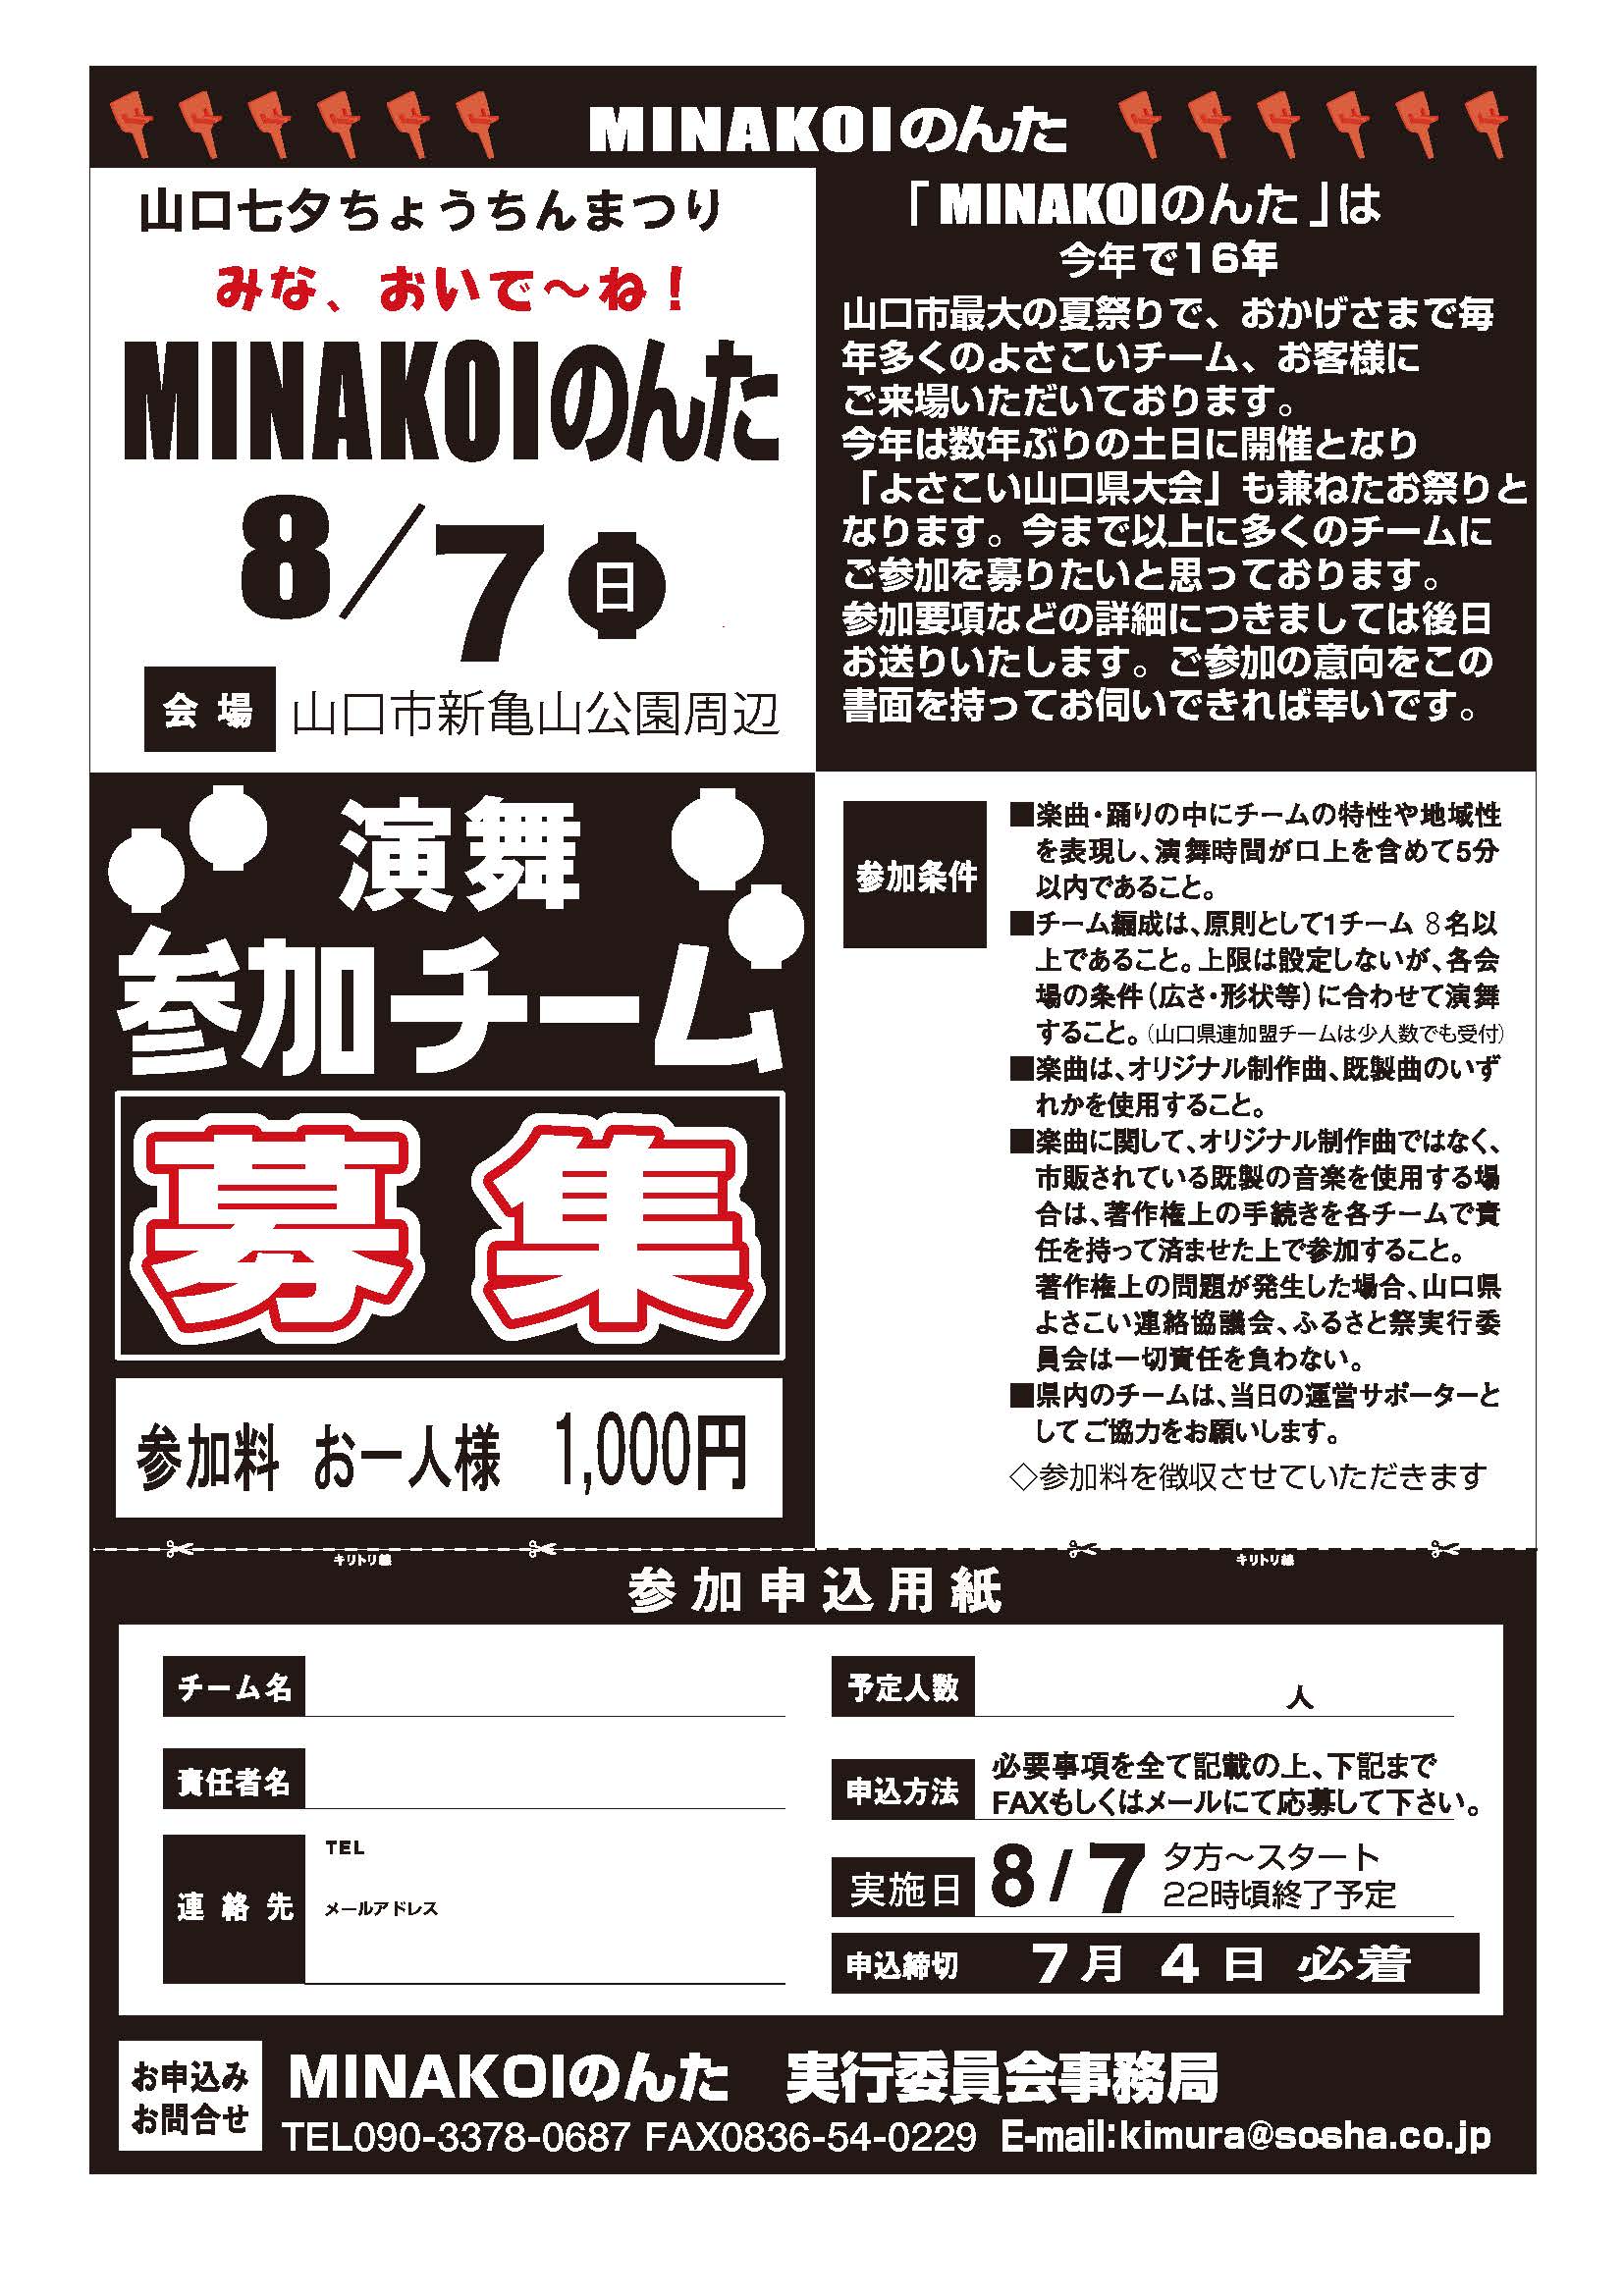 MINAKOIのんた
山口七夕ちょうちんまつり
みな、おいで～ね！
MINAKOIのんた
8/7日
会場 山口市新亀山公園周辺
「MINAKOIのんた」は
今年で16年
山口市最大の夏祭りで、おかげさまで毎
年多くのよさこいチーム、お客様に
ご来場いただいております。
今年は数年ぶりの土日に開催となり
「よさこい山口県大会」も兼ねたお祭りと
なります。今まで以上に多くのチームに
ご参加を募りたいと思っております。
参加要項などの詳細につきましては後日
お送りいたします。ご参加の意向をこの
書面を持ってお伺いできれば幸いです。
演舞
参加チーム
募集
参加料 お一人様 1,000円
参加条件
■楽曲・踊りの中にチームの特性や地域性
を表現し、演舞時間が口上を含めて5分
以内であること。
■チーム編成は、原則として1チーム 8名以
上であること。上限は設定しないが、各会
場の条件（広さ・形状等）に合わせて演舞
すること。（山口県連加盟チームは少人数でも受付）
■楽曲は、オリジナル制作曲、既製曲のいず
れかを使用すること。
■楽曲に関して、オリジナル制作曲ではなく、
市販されている既製の音楽を使用する場
合は、著作権上の手続きを各チームで責
任を持って済ませた上で参加すること。
著作権上の問題が発生した場合、山口県
よさこい連絡協議会、ふるさと祭実行委
員会は一切責任を負わない。
■県内のチームは、当日の運営サポーターと
してご協力をお願いします。
◇参加料を徴収させていただきます
キリトリ線 キリトリ線
参加申込用紙
チーム名
責任者名
連絡先
TEL
メールアドレス
予定人数 人
申込方法
必要事項を全て記載の上、下記まで
FAXもしくはメールにて応募して下さい。
実施日 8/7
夕方～スタート
22時頃終了予定
申込締切 7月 4日 必着
お申込み
お問合せ
MINAKOIのんた 実行委員会事務局
TEL090-3378-0687 FAX0836-54-0229 E-mail:kimura@sosha.co.jp